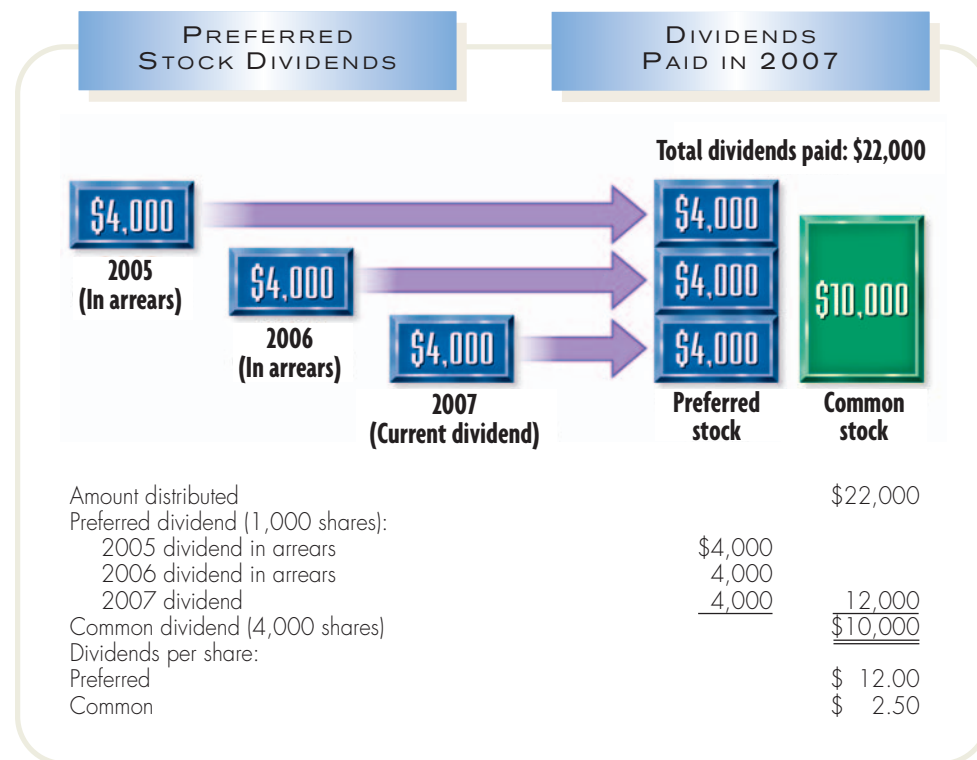 PREFERRED
STOCK DIVIDENDS
DIVIDENDS
PAID IN 2007
Total dividends paid: $22,000
$4,000
2005
(In arrears)
$4,000
2006
(In arrears)
$4,000
2007
(Current dividend)
$4,000
$4,000
$4,000
Preferred
stock
$10,000
Common
stock
Amount distributed $22,000
Preferred dividend (1,000 shares):
2005 dividend in arrears $4,000
2006 dividend in arrears 4,000
2007 dividend 4,000 12,000
Common dividend (4,000 shares) $10,000
Dividends per share:
Preferred $ 12.00
Common $ 2.50